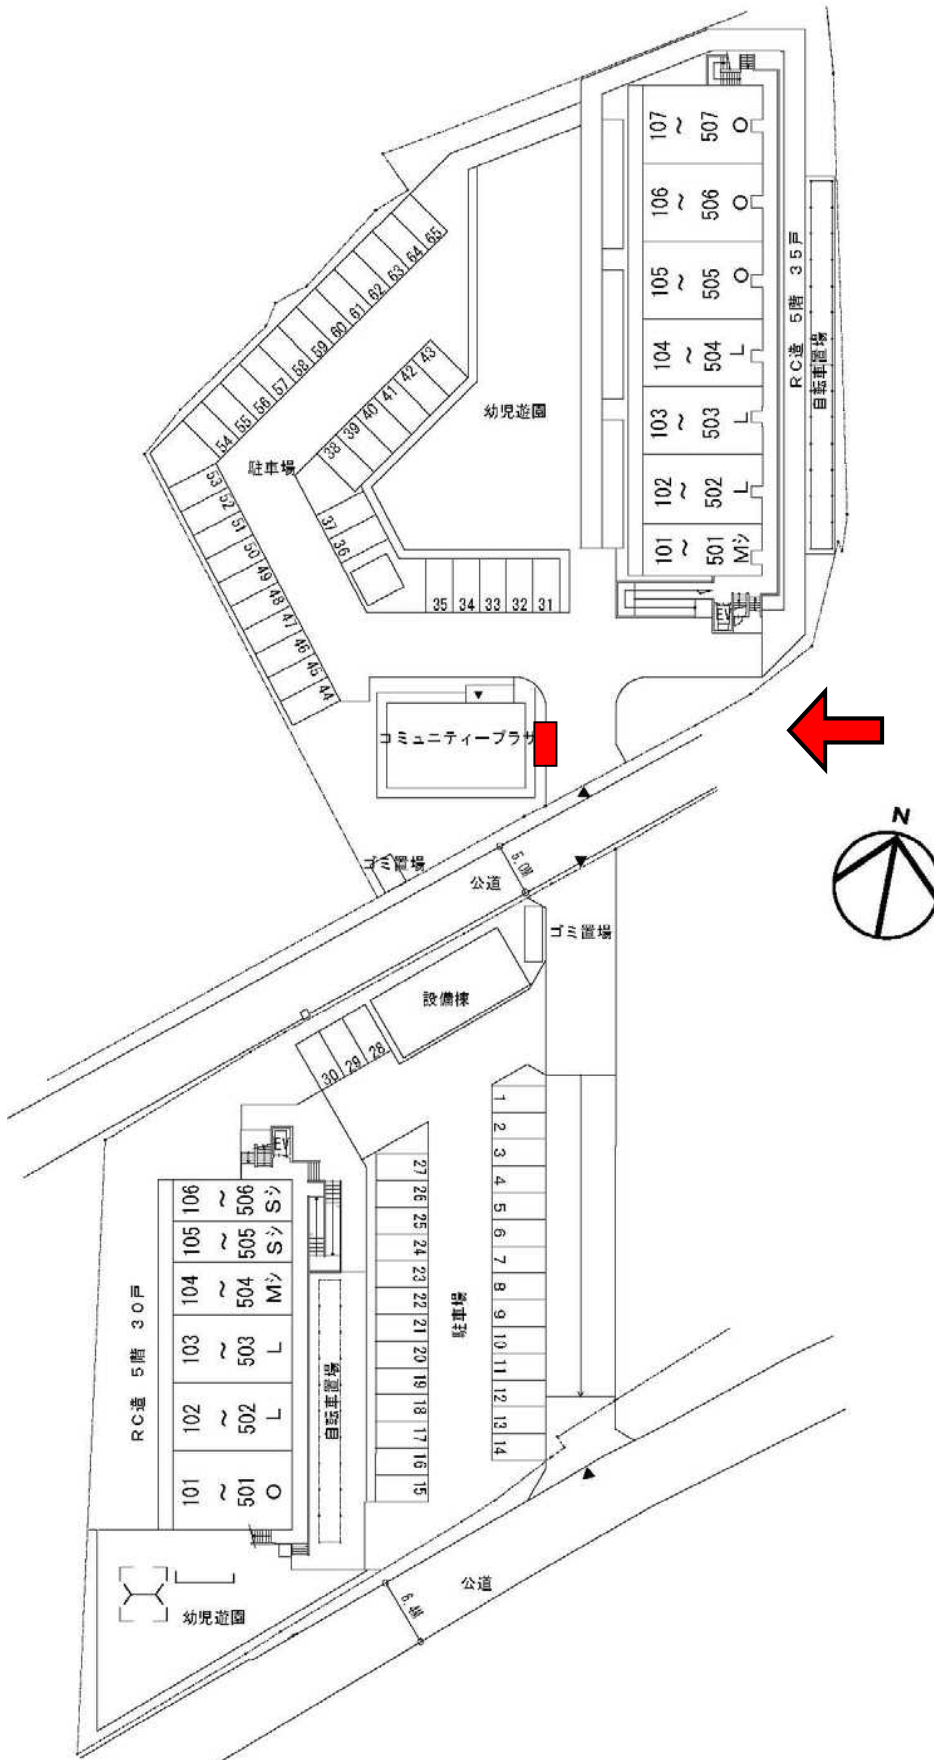 107 ～ 507 O
106 ～ 506 O
105 ～ 505 O
104 ～ 504 L
103 ～ 503 L
102 ～ 502 L
101 ～ 501 Mシ
RC造 5階 35戸
自転車置場
EV
幼児遊園
65
64
63
62
61
60
59
58
57
56
55
54
43
42
41
40
39
38
駐車場
53
52
51
50
49
48
47
46
45
44
37
36
35 34 33 32 31
コミュニティープラザ
N
ゴミ置場
5.0M
公道
ゴミ置場
設備棟
30 29 28
EV
106 ～ 506 Sシ
105 ～ 505 Sシ
104 ～ 504 Mシ
103 ～ 503 L
102 ～ 502 L
101 ～ 501 O
RC造 5階 30戸
自転車置場
27
26
25
24
23
22
21
20
19
18
17
16
15
駐車場
1
2
3
4
5
6
7
8
9
10
11
12
13
14
幼児遊園
公道
6.4M